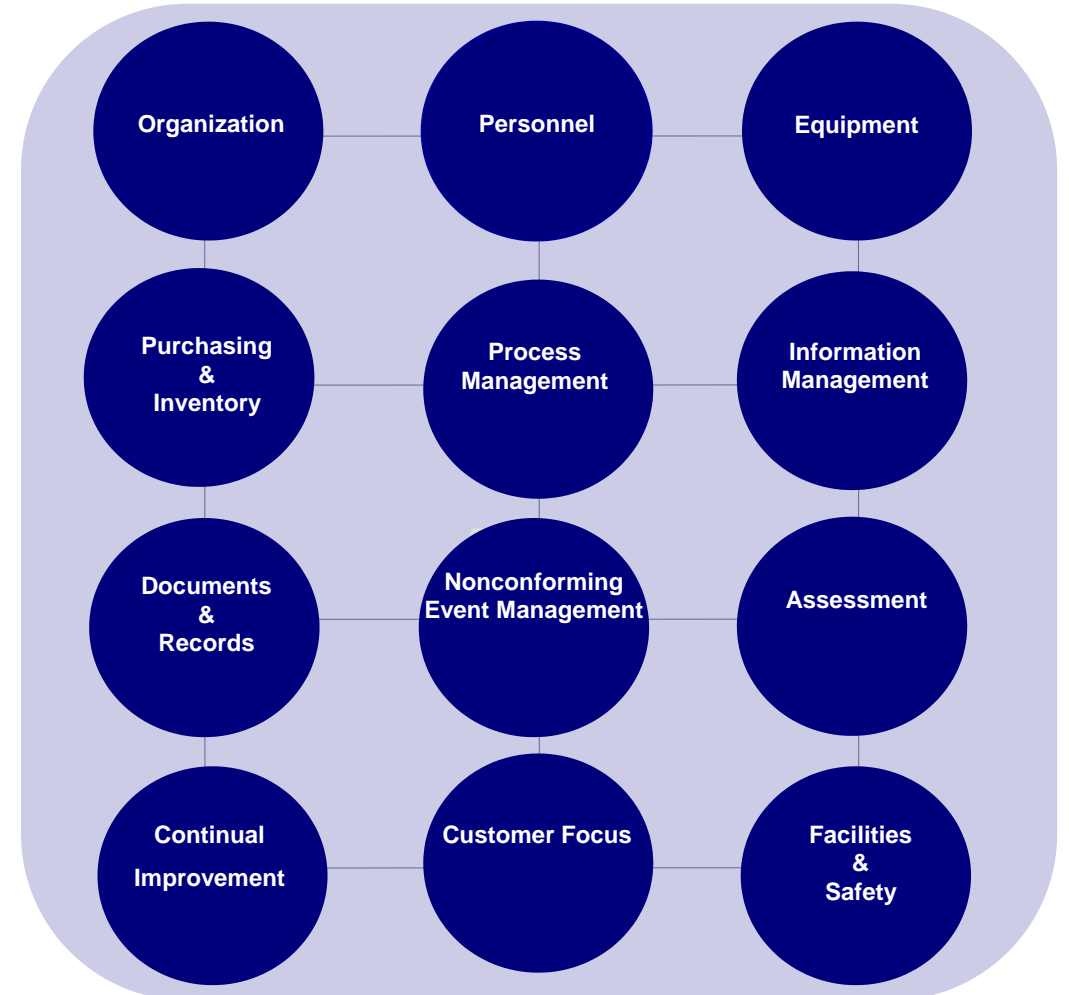 Organization
Personnel
Equipment
Purchasing
&
Inventory
Process
Management
Information
Management
Documents
&
Records
Nonconforming
Event Management
Assessment
Continual
Improvement
Customer Focus
Facilities
&
Safety